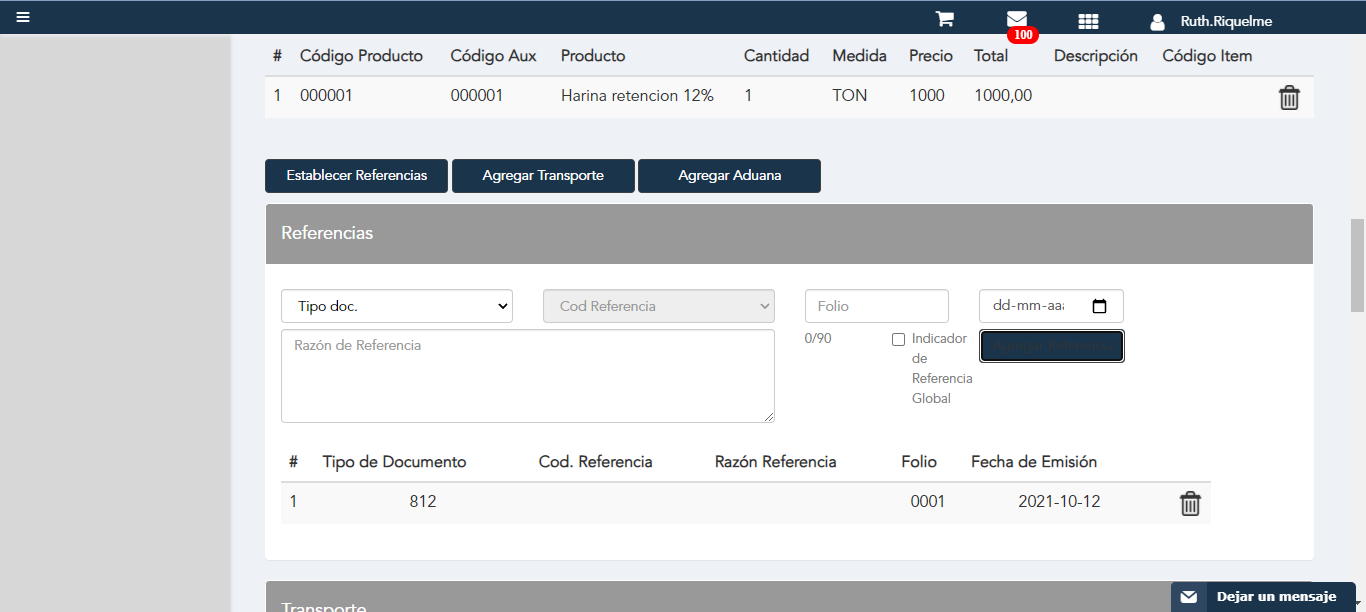 Ruth.Riquelme
100
# Código Producto Código Aux Producto Cantidad Medida Precio Total Descripción Código Item
1 000001 000001 Harina retencion 12% 1 TON 1000 1000,00
Establecer Referencias Agregar Transporte Agregar Aduana
Referencias
Tipo doc. Cod Referencia Folio dd-mm-aaa
Razón de Referencia 0/90 Indicador
de
Referencia
Global
Agregar Referencia
# Tipo de Documento Cod. Referencia Razón Referencia Folio Fecha de Emisión
1 812 0001 2021-10-12
Transporte
Dejar un mensaje